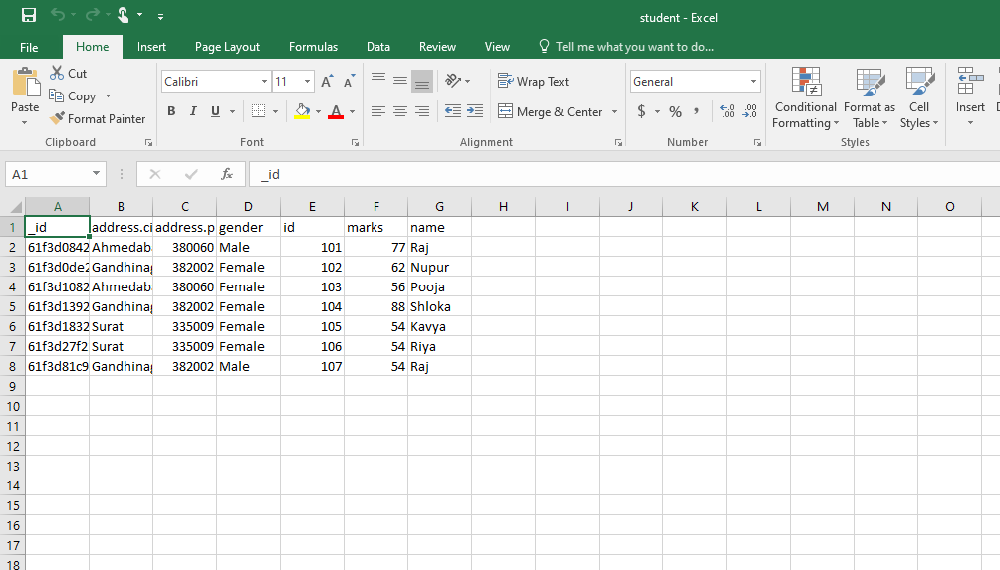 student - Excel
File Home Insert Page Layout Formulas Data Review View Tell me what you want to do...
Paste Cut Copy Format Painter Calibri 11 A A Wrap Text General Conditional Formatting Format as Table Cell Styles Insert
B I U A Merge & Center $ % ,
Clipboard Font Alignment Number Styles
A1 fx _id
A B C D E F G H I J K L M N O
1 _id address.ci address.p gender id marks name
2 61f3d0842 Ahmedab 380060 Male 101 77 Raj
3 61f3d0de2 Gandhinag 382002 Female 102 62 Nupur
4 61f3d1082 Ahmedab 380060 Female 103 56 Pooja
5 61f3d1392 Gandhinag 382002 Female 104 88 Shloka
6 61f3d1832 Surat 335009 Female 105 54 Kavya
7 61f3d27f2 Surat 335009 Female 106 54 Riya
8 61f3d81c9 Gandhinag 382002 Male 107 54 Raj
9
10
11
12
13
14
15
16
17
18